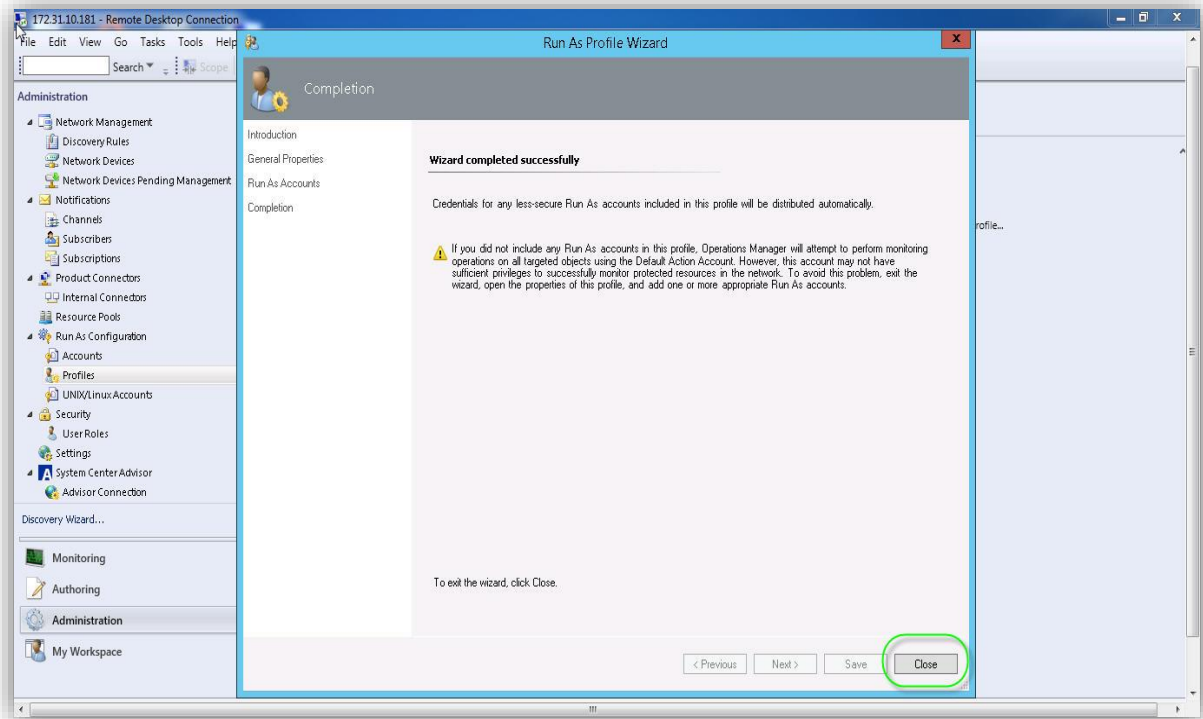 172.31.10.181 - Remote Desktop Connection
File Edit View Go Tasks Tools Help
Search
Scope
Administration
Network Management
Discovery Rules
Network Devices
Network Devices Pending Management
Notifications
Channels
Subscribers
Subscriptions
Product Connectors
Internal Connectors
Resource Pools
Run As Configuration
Accounts
Profiles
UNIX/Linux Accounts
Security
User Roles
Settings
System Center Advisor
Advisor Connection
Discovery Wizard...
Monitoring
Authoring
Administration
My Workspace
Run As Profile Wizard
X
Completion
Introduction
General Properties
Run As Accounts
Completion
Wizard completed successfully
Credentials for any less-secure Run As accounts included in this profile will be distributed automatically.
If you did not include any Run As accounts in this profile, Operations Manager will attempt to perform monitoring
operations on all targeted objects using the Default Action Account. However, this account may not have
sufficient privileges to successfully monitor protected resources in the network. To avoid this problem, exit the
wizard, open the properties of this profile, and add one or more appropriate Run As accounts.
To exit the wizard, click Close.
< Previous Next > Save Close
rofile...